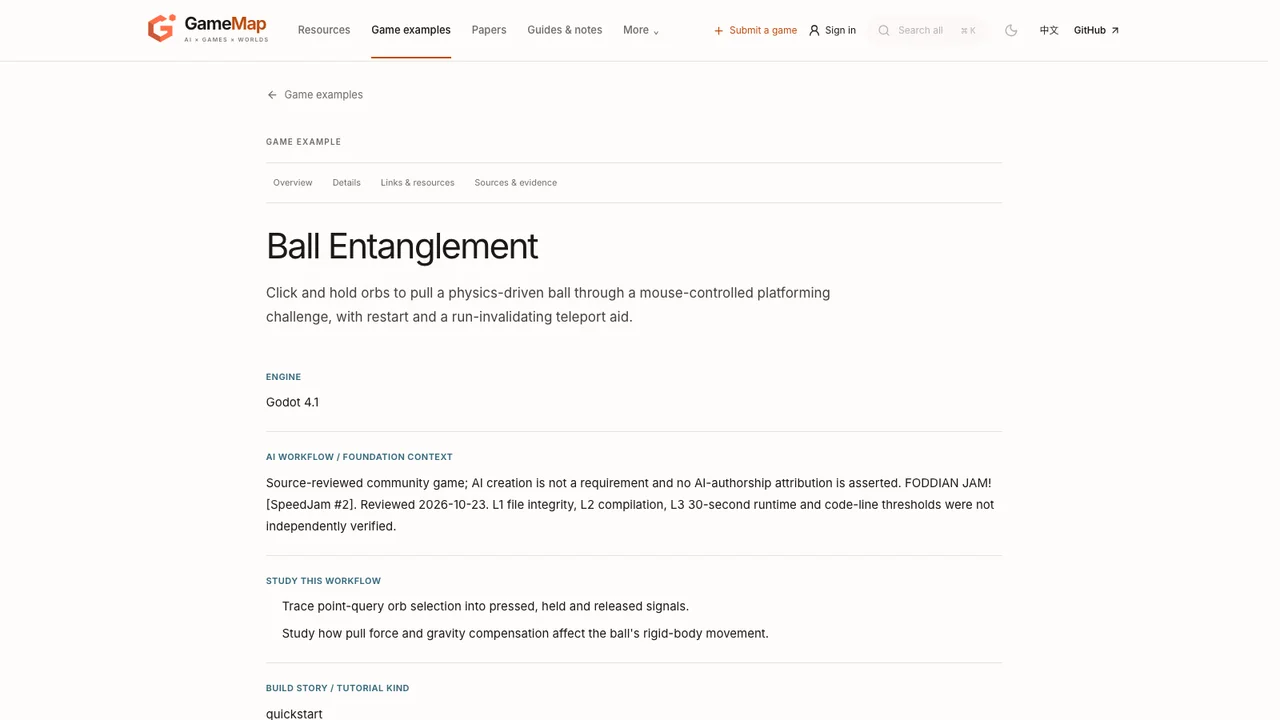 GameMap
AI × GAMES × WORLDS
Resources
Game examples
Papers
Guides & notes
More
Submit a game
Sign in
Search all
⌘ K
中文
GitHub
Game examples
GAME EXAMPLE
Overview
Details
Links & resources
Sources & evidence
Ball Entanglement
Click and hold orbs to pull a physics-driven ball through a mouse-controlled platforming
challenge, with restart and a run-invalidating teleport aid.
ENGINE
Godot 4.1
AI WORKFLOW / FOUNDATION CONTEXT
Source-reviewed community game; AI creation is not a requirement and no AI-authorship attribution is asserted. FODDIAN JAM!
[SpeedJam #2]. Reviewed 2026-10-23. L1 file integrity, L2 compilation, L3 30-second runtime and code-line thresholds were not
independently verified.
STUDY THIS WORKFLOW
Trace point-query orb selection into pressed, held and released signals.
Study how pull force and gravity compensation affect the ball's rigid-body movement.
BUILD STORY / TUTORIAL KIND
quickstart